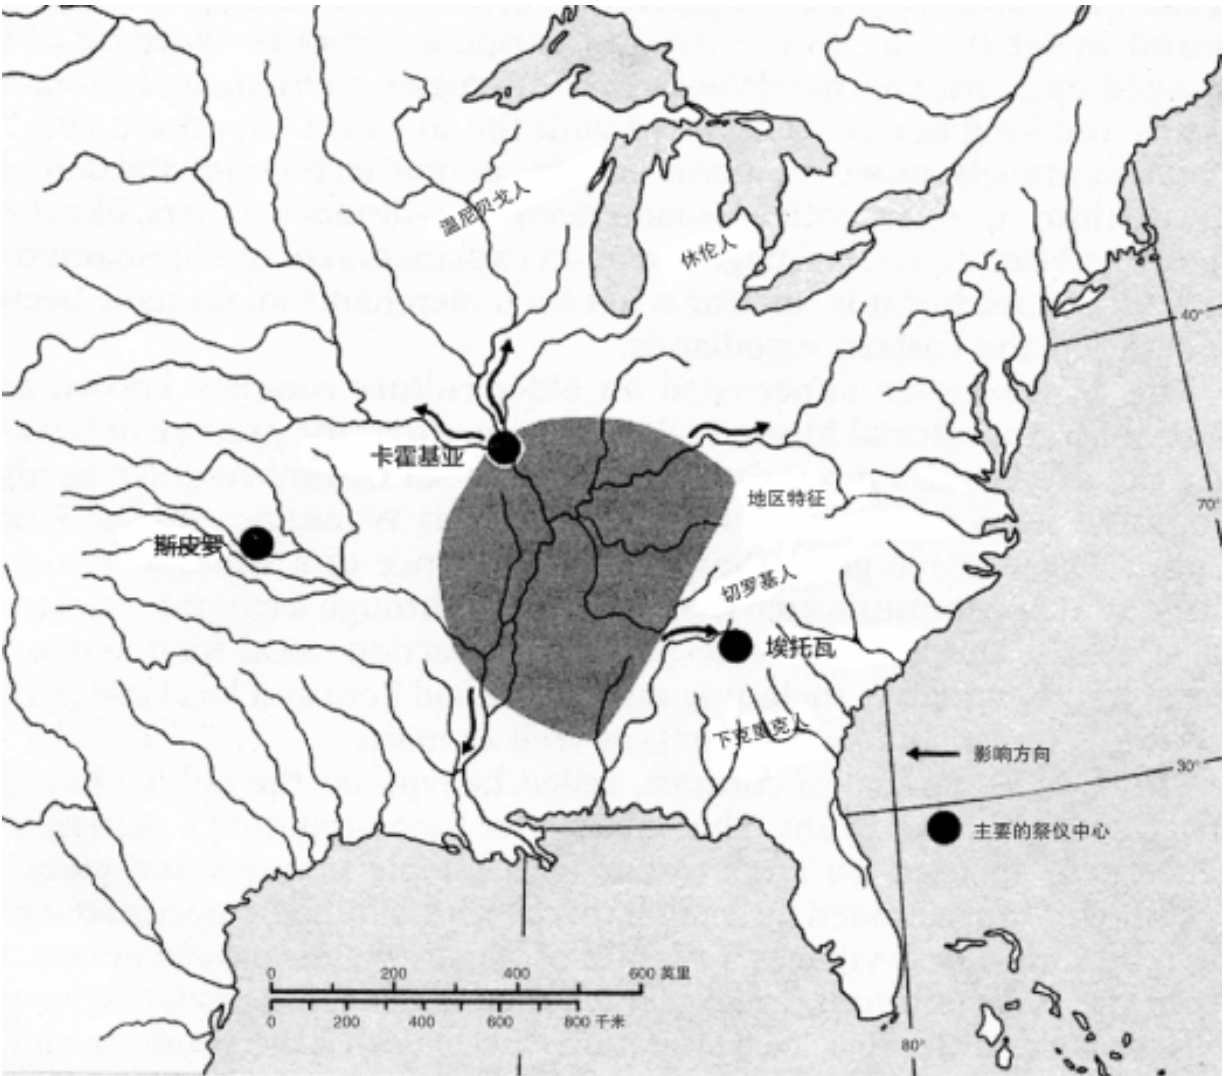 温尼贝戈人
休伦人
40°
卡霍基亚
地区特征
70°
斯皮罗
切罗基人
埃托瓦
下克里克人
影响方向
30°
主要的祭仪中心
0 200 400 600 英里
0 200 400 600 800 千米
80°